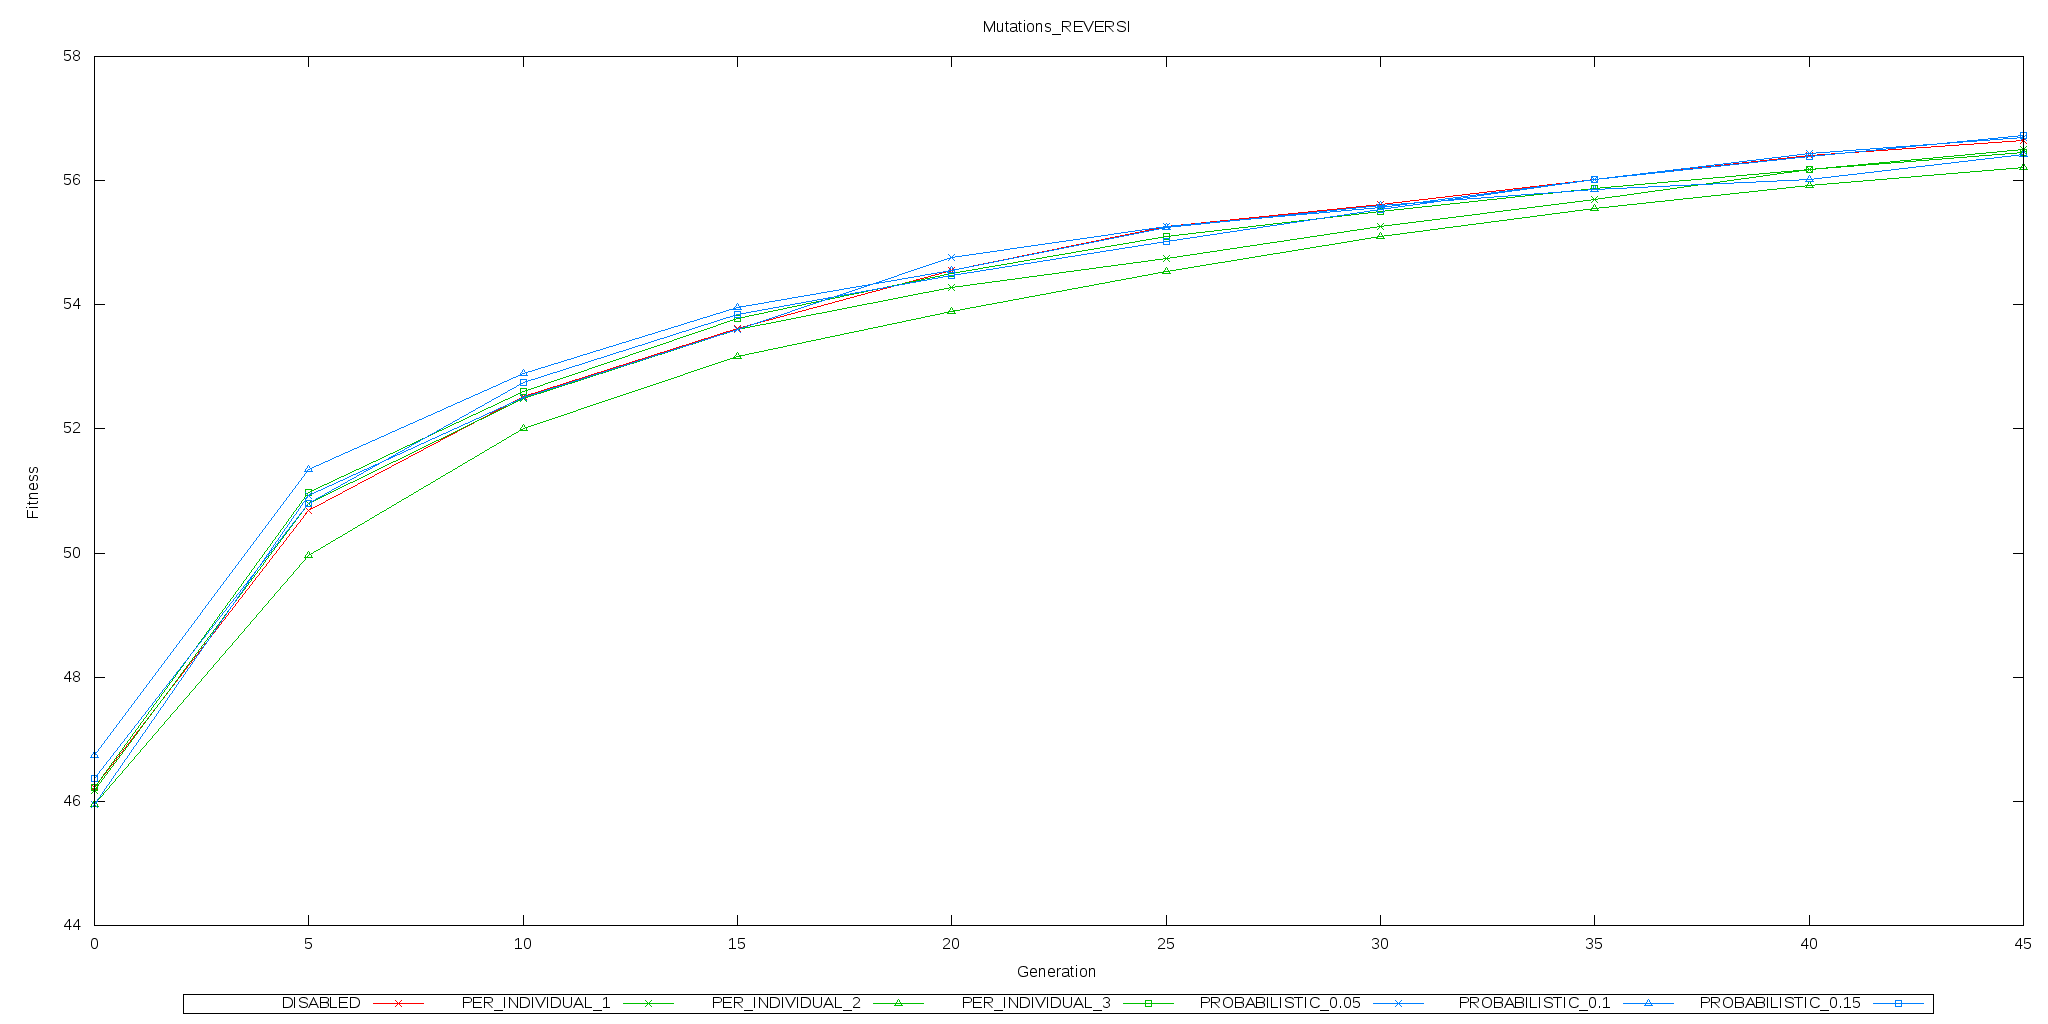 Mutations_REVERSI
58
56
54
52
50
48
46
44
Fitness
0 5 10 15 20 25 30 35 40 45
Generation
DISABLED PER_INDIVIDUAL_1 PER_INDIVIDUAL_2 PER_INDIVIDUAL_3 PROBABILISTIC_0.05 PROBABILISTIC_0.1 PROBABILISTIC_0.15